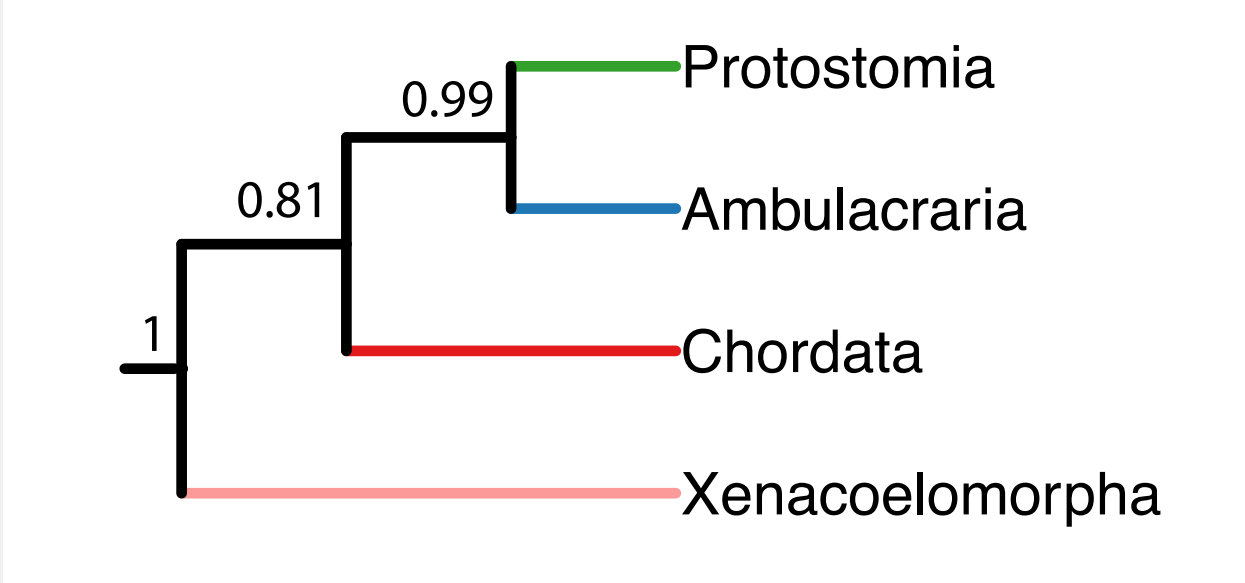 Protostomia
0.99
0.81
Ambulacraria
1
Chordata
Xenacoelomorpha